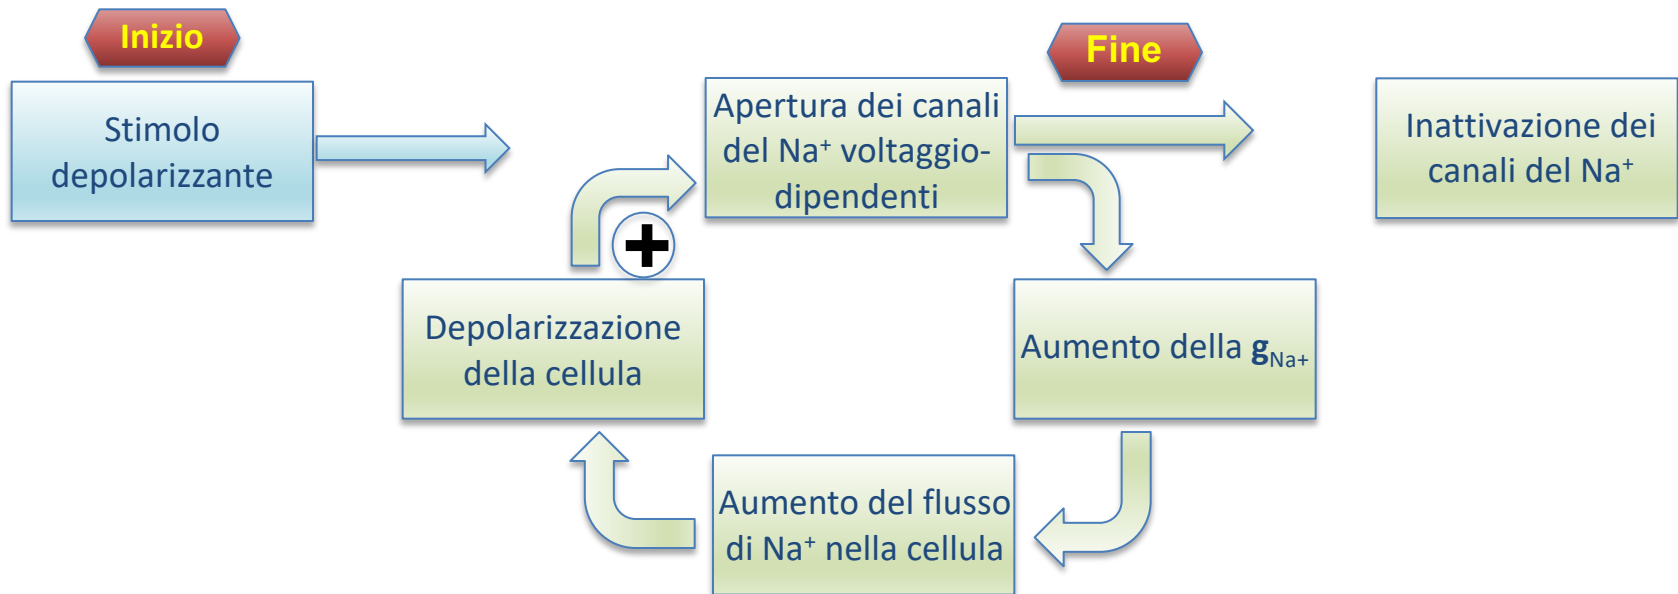 Inizio
Stimolo
depolarizzante
Apertura dei canali
del Na⁺ voltaggio-
dipendenti
Fine
Inattivazione dei
canali del Na⁺
Depolarizzazione
della cellula
+
Aumento della g_Na+
Aumento del flusso
di Na⁺ nella cellula